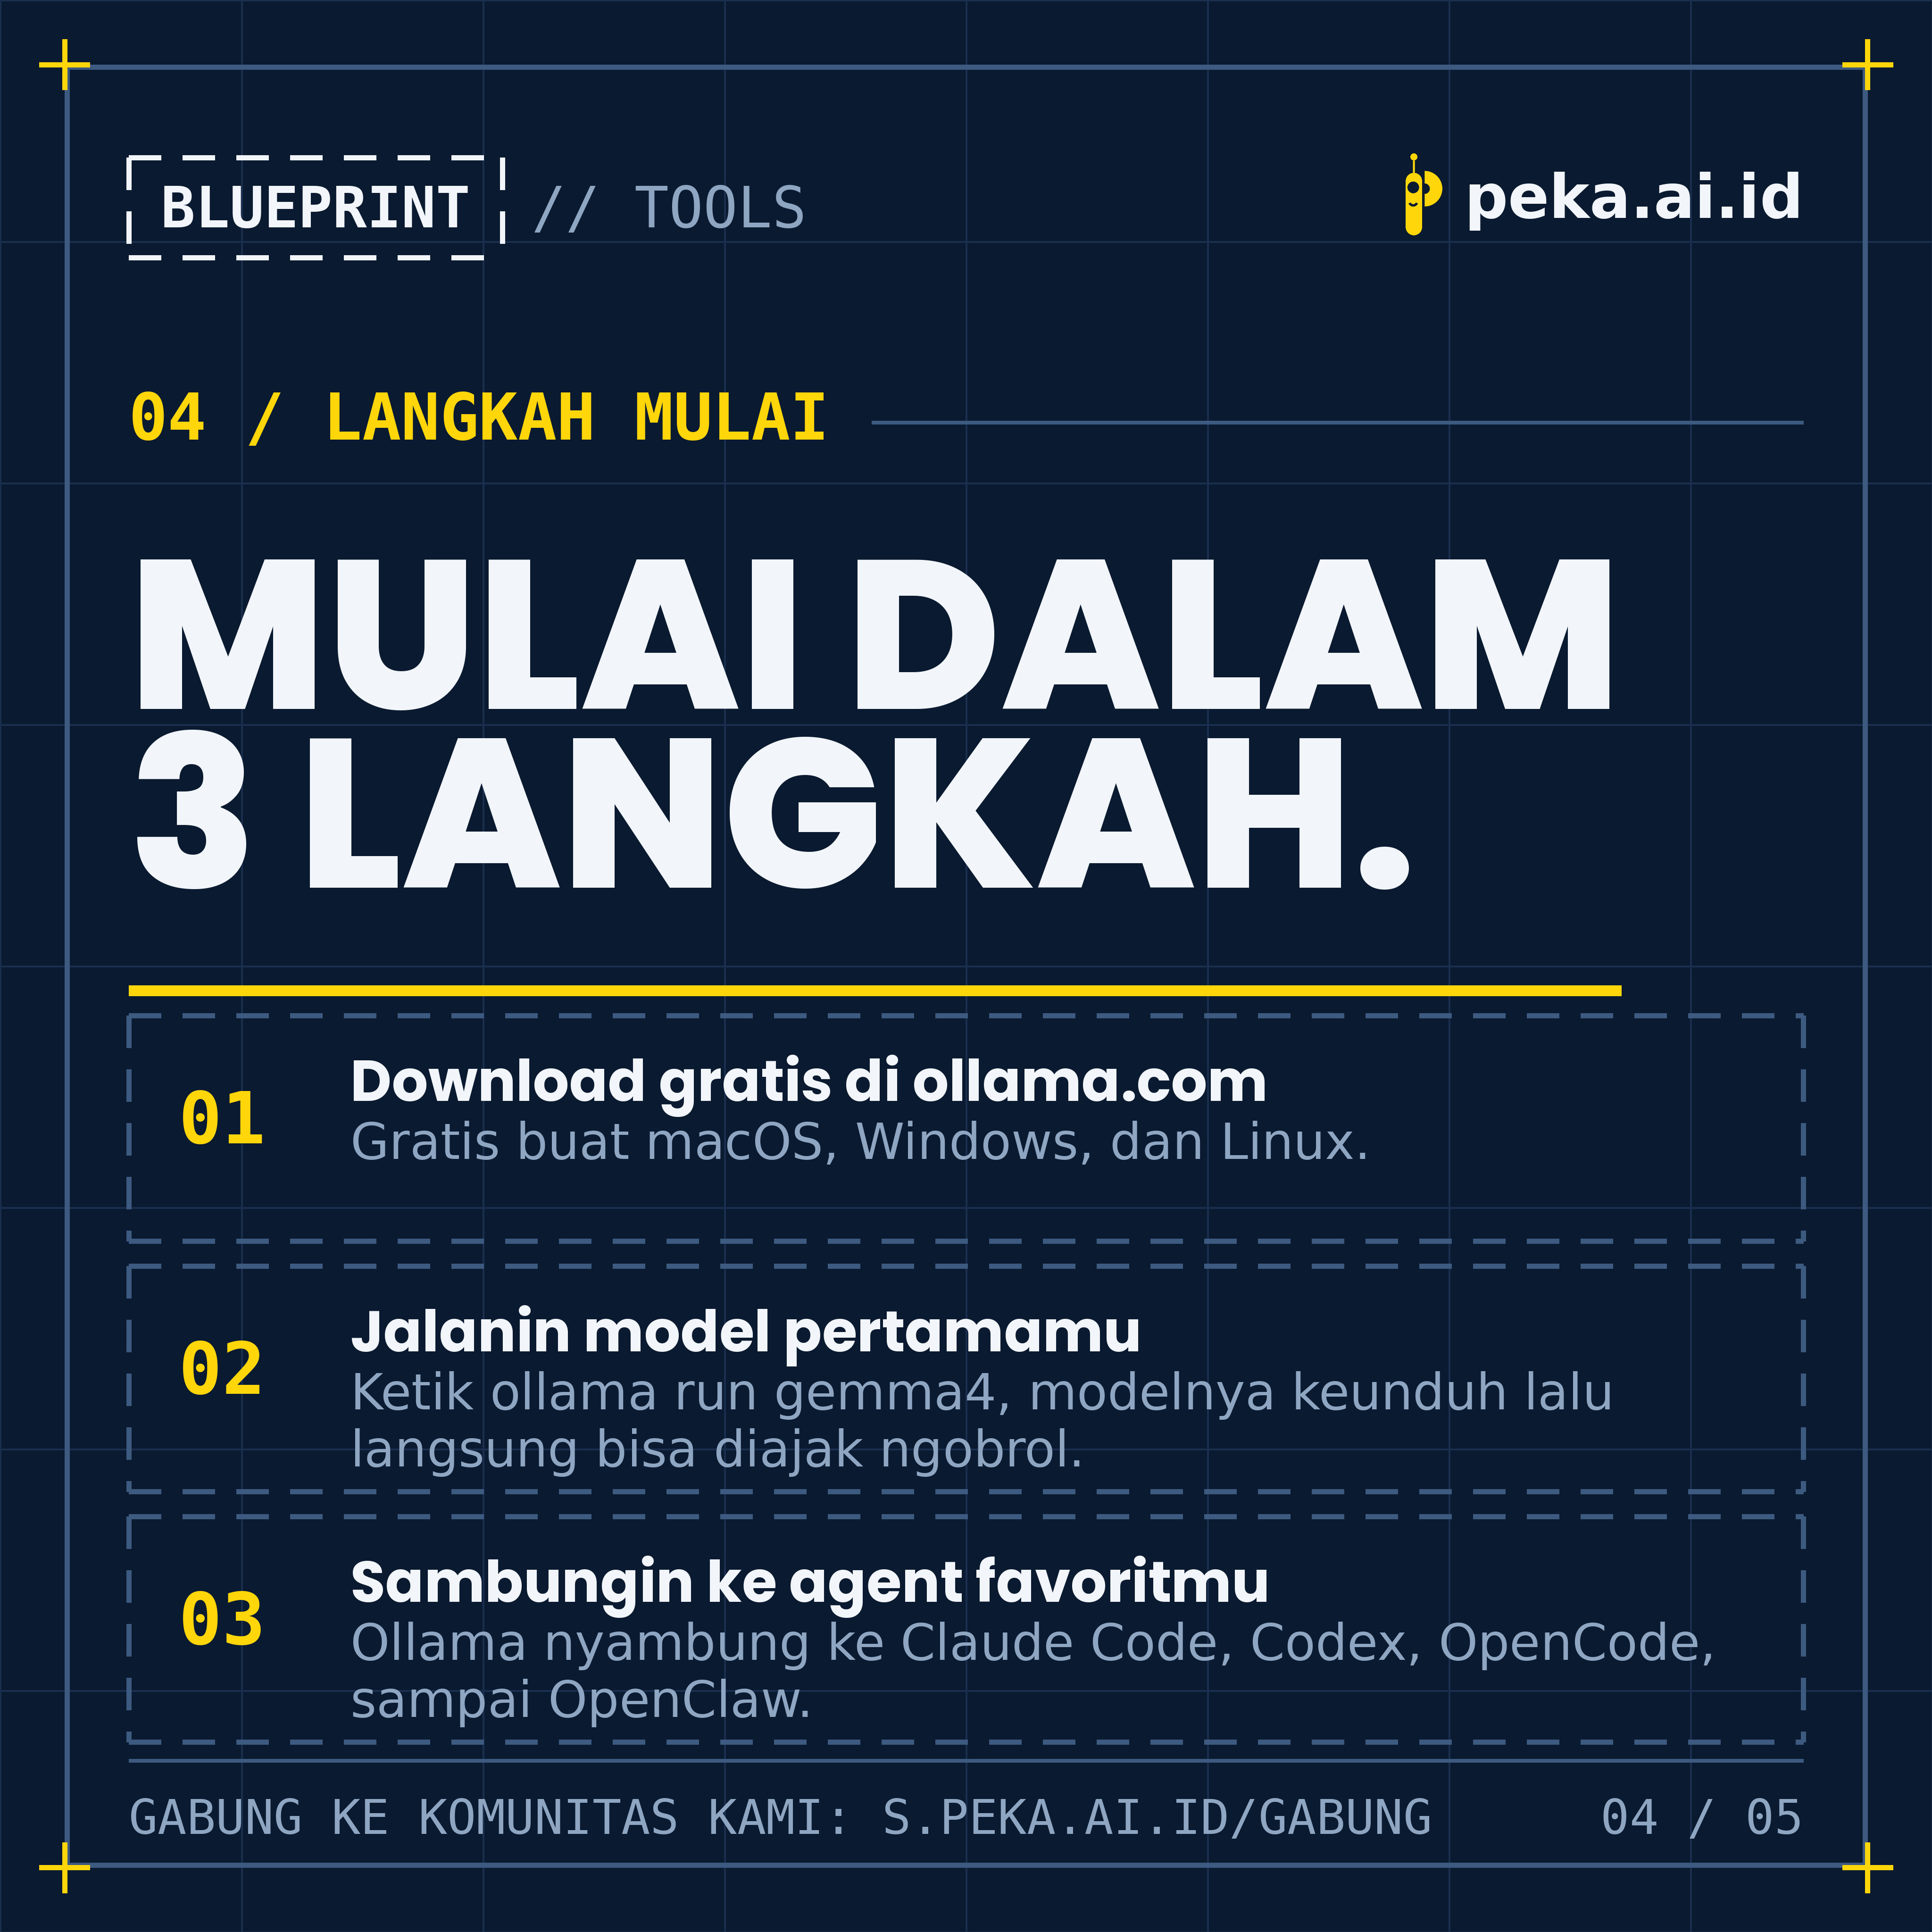 BLUEPRINT // TOOLS
peka.ai.id
04 / LANGKAH MULAI
MULAI DALAM
3 LANGKAH.
01
Download gratis di ollama.com
Gratis buat macOS, Windows, dan Linux.
02
Jalanin model pertamamu
Ketik ollama run gemma4, modelnya keunduh lalu
langsung bisa diajak ngobrol.
03
Sambungin ke agent favoritmu
Ollama nyambung ke Claude Code, Codex, OpenCode,
sampai OpenClaw.
GABUNG KE KOMUNITAS KAMI: S.PEKA.AI.ID/GABUNG
04 / 05